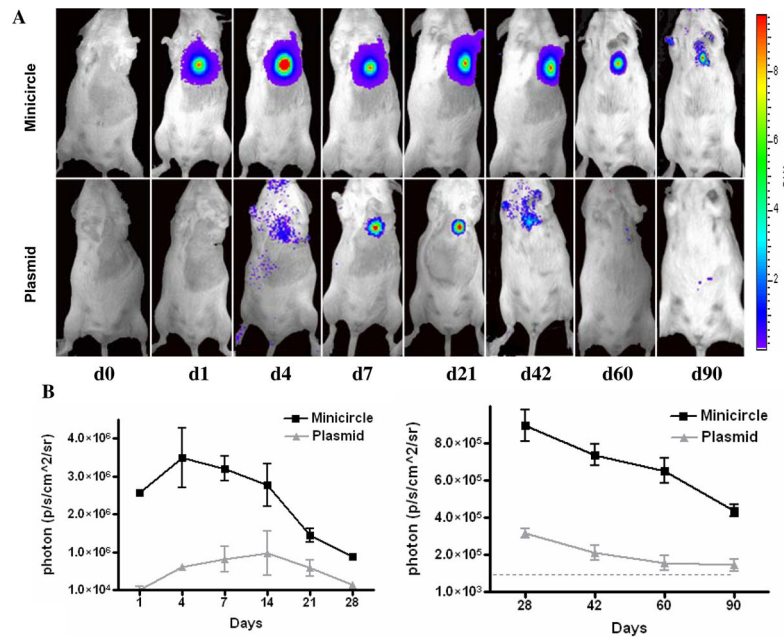 A
Minicircle
Plasmid
8
2
d0 d1 d4 d7 d21 d42 d60 d90
B
Minicircle
Plasmid
photon (p/s/cm^2/sr)
4.0×10⁶
3.0×10⁶
2.0×10⁶
1.0×10⁶
1.0×10⁴
1 4 7 14 21 28
Days
Minicircle
Plasmid
photon (p/s/cm^2/sr)
8.0×10⁵
6.0×10⁵
4.0×10⁵
2.0×10⁵
1.0×10³
28 42 60 90
Days